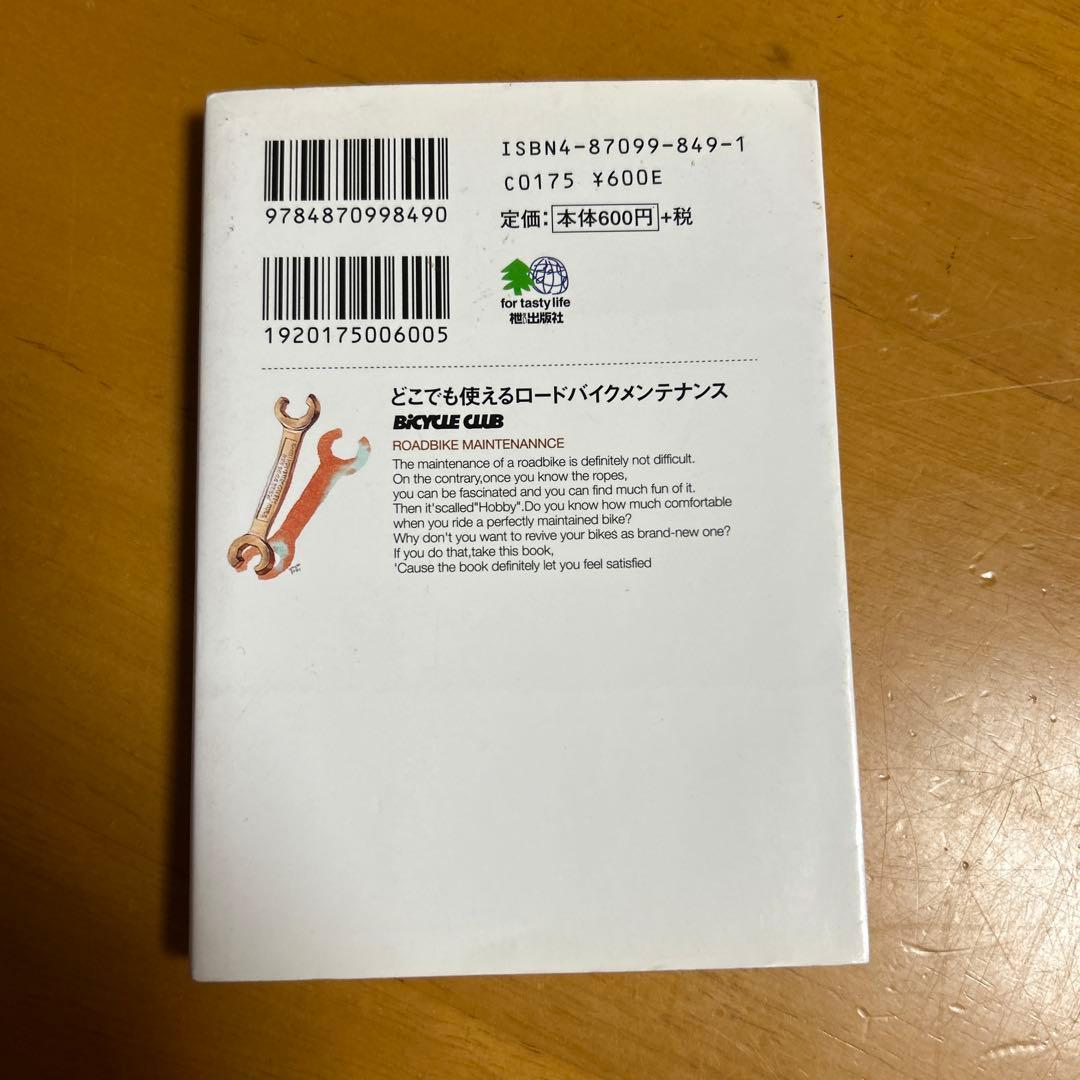 9784870998490
ISBN4-87099-849-1
C0175 ¥600E
定価：本体600円+税
1920175006005
for tasty life
枻出版社
どこでも使えるロードバイクメンテナンス
BiCYCLE CLUB
ROADBIKE MAINTENANNCE
The maintenance of a roadbike is definitely not difficult.
On the contrary,once you know the ropes,
you can be fascinated and you can find much fun of it.
Then it'scalled"Hobby".Do you know how much comfortable
when you ride a perfectly maintained bike?
Why don't you want to revive your bikes as brand-new one?
If you do that,take this book,
'Cause the book definitely let you feel satisfied